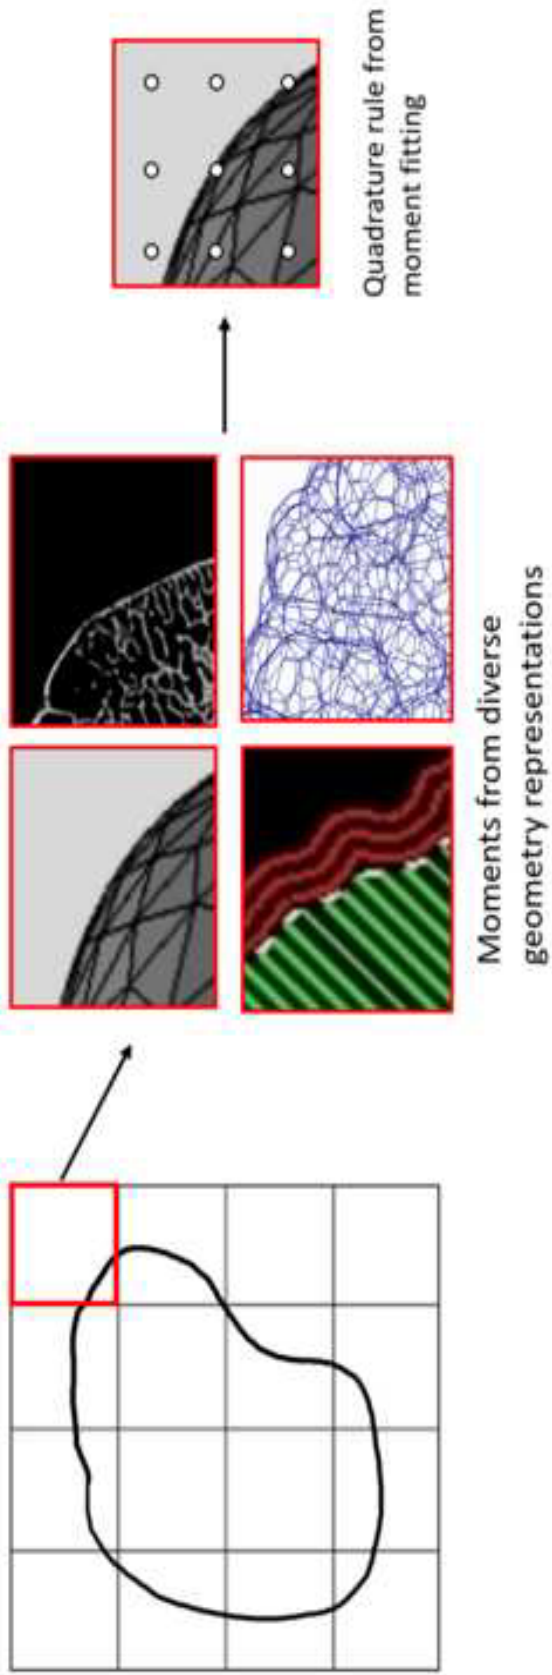 Moments from diverse
geometry representations
Quadrature rule from
moment fitting